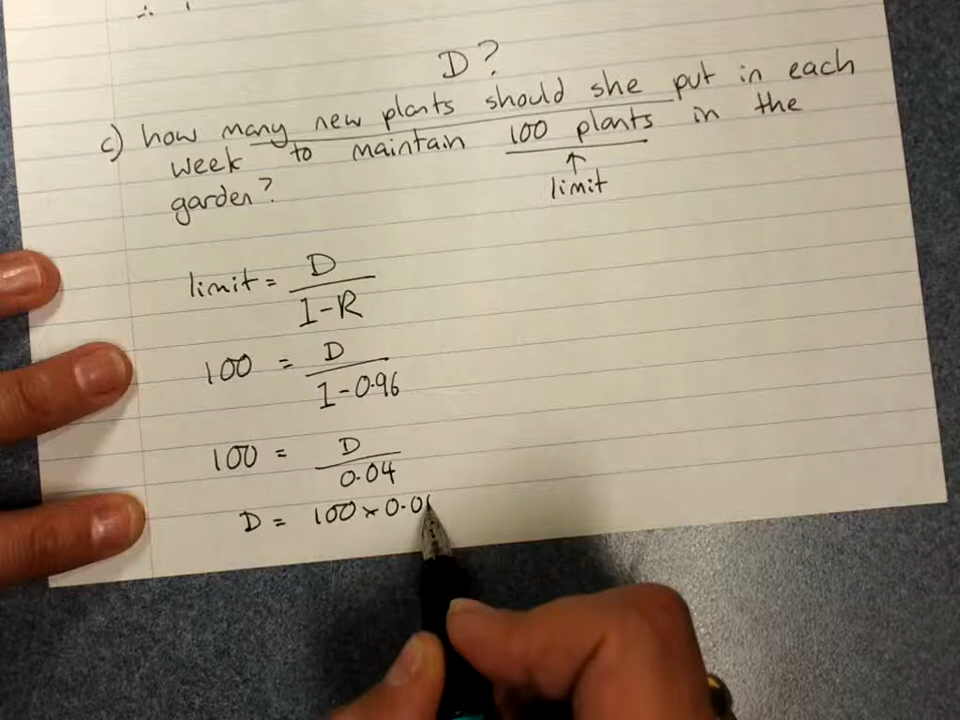 D?
c) how many new plants should she put in each
week to maintain 100 plants in the
garden?
↑
limit
limit = D / 1-R
100 = D / 1-0.96
100 = D / 0.04
D = 100 × 0.0